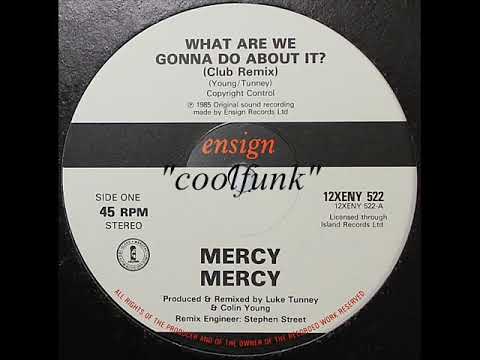 WHAT ARE WE
GONNA DO ABOUT IT?
(Club Remix)
(Young/Tunney)
Copyright Control
℗ 1985 Original sound recording
made by Ensign Records Ltd
ensign
"coolfunk"
SIDE ONE
45 RPM
STEREO
12XENY 522
12XENY 522-A
Licensed through
Island Records Ltd
MERCY
MERCY
Produced & Remixed by Luke Tunney
& Colin Young
Remix Engineer: Stephen Street
ALL RIGHTS OF THE PRODUCER AND OF THE OWNER OF THE RECORDED WORK RESERVED